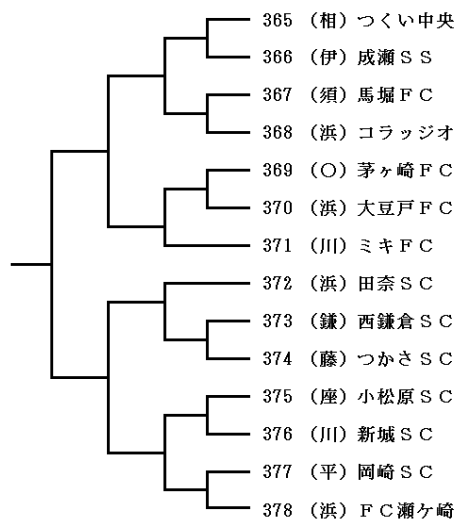 365 (相) つくい中央
366 (伊) 成瀬ＳＳ
367 (須) 馬堀ＦＣ
368 (浜) コラッジオ
369 (〇) 茅ヶ崎ＦＣ
370 (浜) 大豆戸ＦＣ
371 (川) ミキＦＣ
372 (浜) 田奈ＳＣ
373 (鎌) 西鎌倉ＳＣ
374 (藤) つかさＳＣ
375 (座) 小松原ＳＣ
376 (川) 新城ＳＣ
377 (平) 岡崎ＳＣ
378 (浜) ＦＣ瀬ケ崎